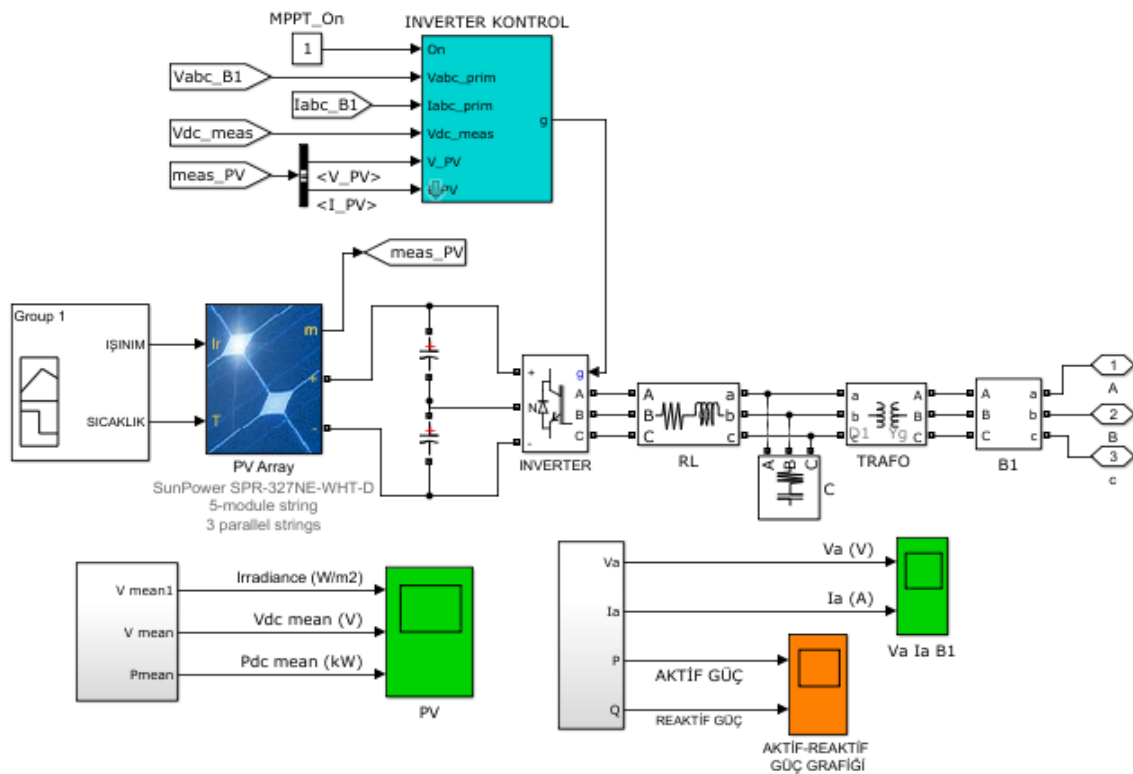 MPPT_On
INVERTER KONTROL
1
On
Vabc_B1
Vabc_prim
Iabc_B1
Iabc_prim
g
Vdc_meas
Vdc_meas
meas_PV
V_PV
<V_PV>
<I_PV>
meas_PV
Group 1
IŞINIM
SICAKLIK
Ir
T
m
+
-
PV Array
SunPower SPR-327NE-WHT-D
5-module string
3 parallel strings
+
N
-
g
A
B
C
INVERTER
A
B
C
a
b
c
RL
A
B
C
C
a
b
c
D1
Yg
A
B
C
TRAFO
A
B
C
a
b
c
B1
1
A
2
B
3
c
V mean1
Irradiance (W/m2)
V mean
Vdc mean (V)
Pmean
Pdc mean (kW)
PV
Va
Va (V)
Ia
Ia (A)
Va Ia B1
P
AKTİF GÜÇ
Q
REAKTİF GÜÇ
AKTİF-REAKTİF
GÜÇ GRAFİĞİ